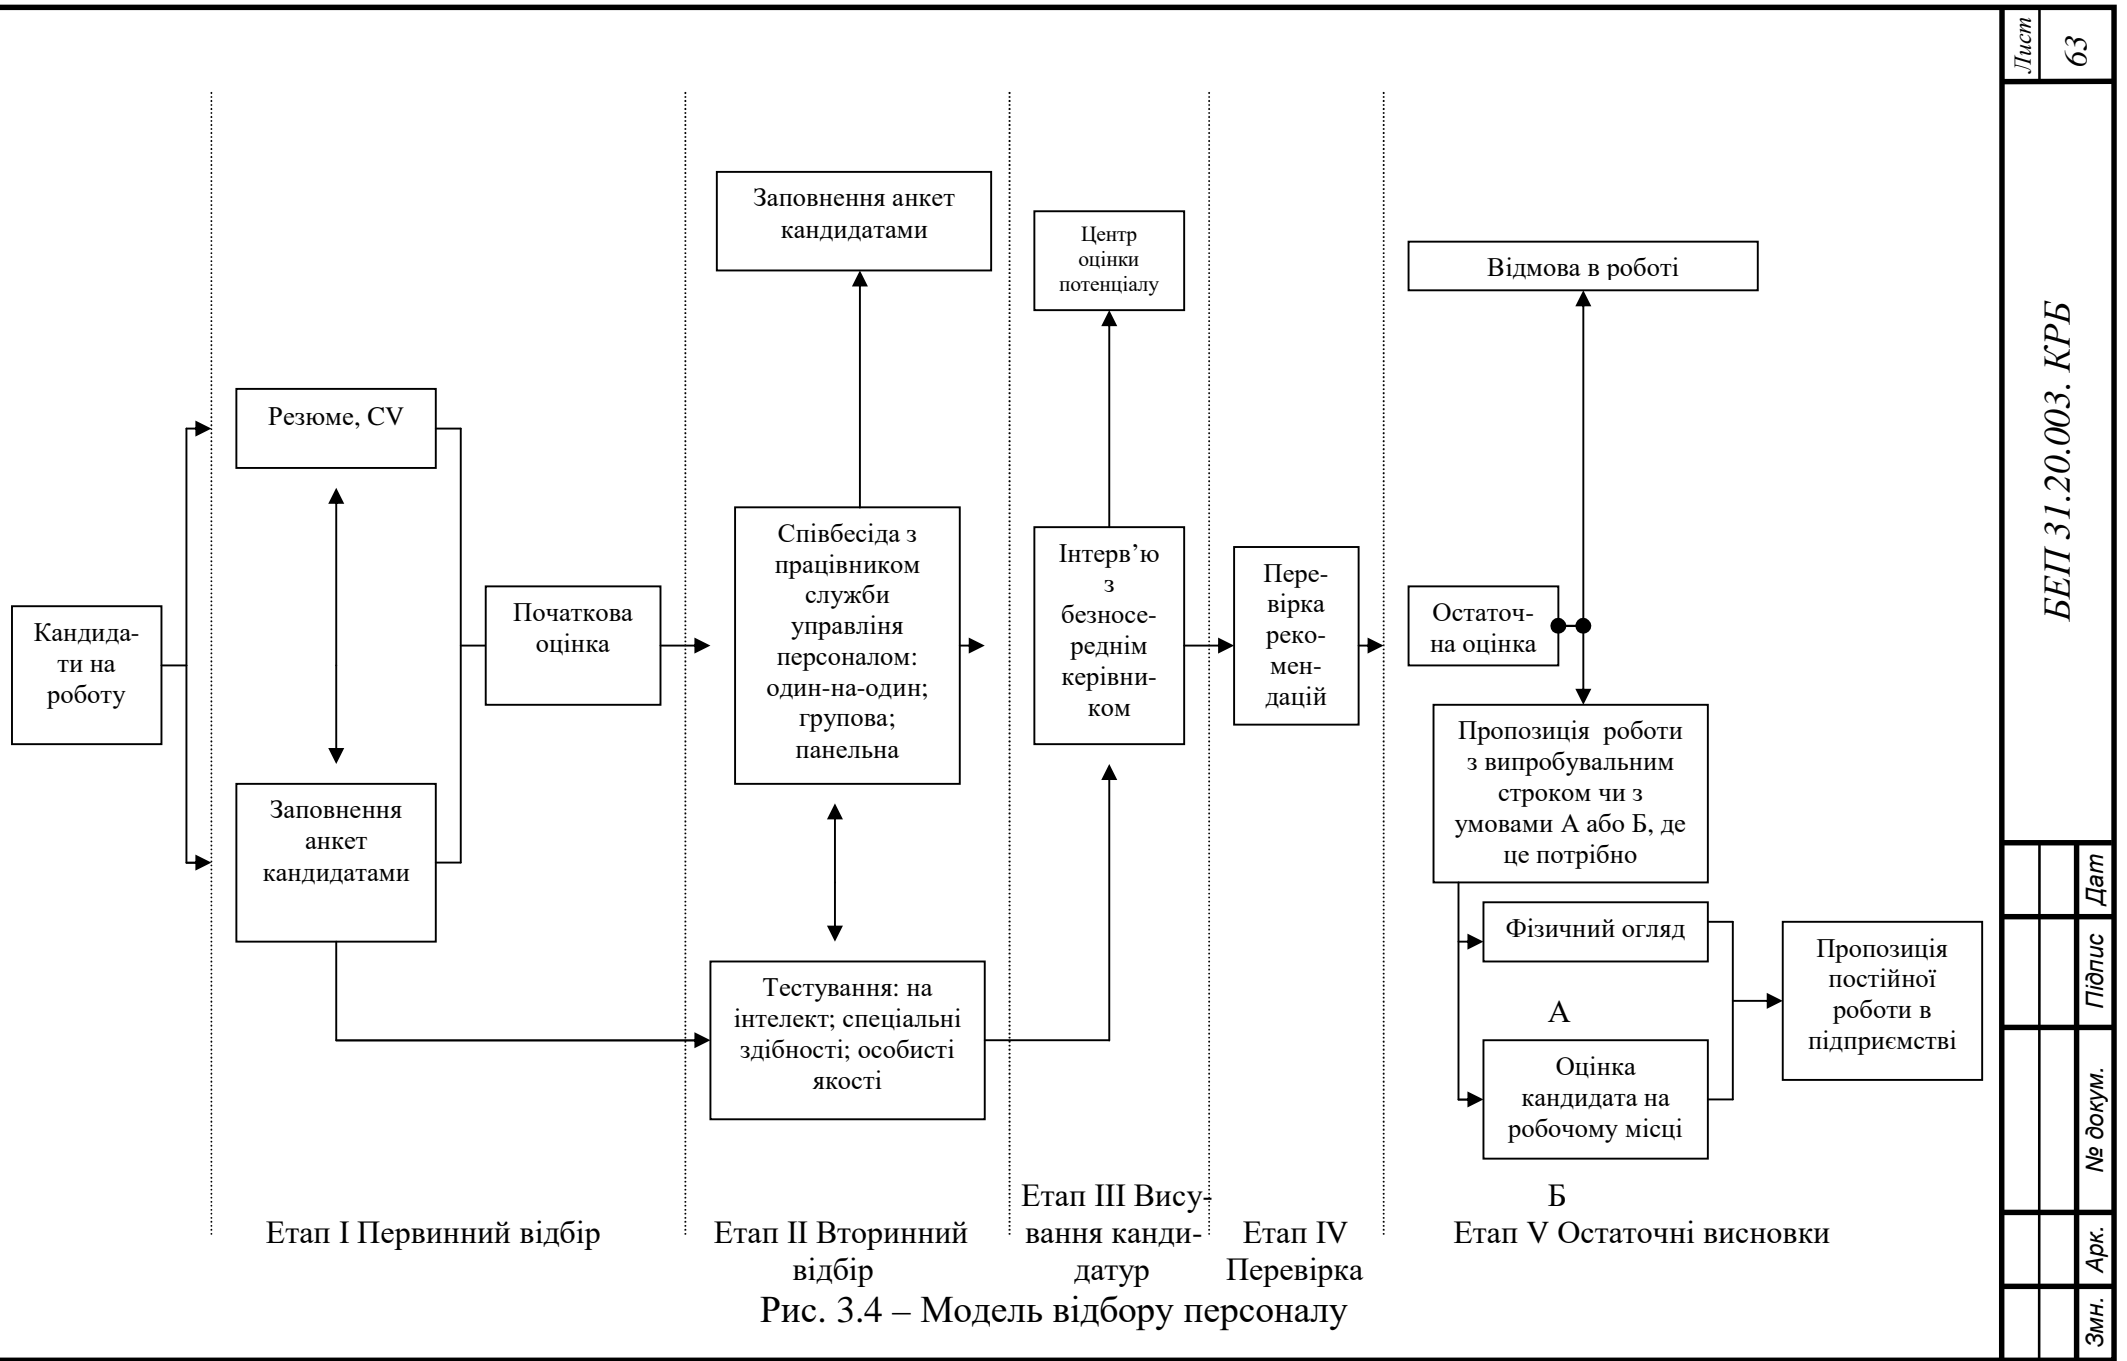 Лист
63
БЕП 31.20.003. КРБ
Дат
Підпис
№ докум.
Арк.
Змн.
Кандида-
ти на
роботу
Резюме, CV
Заповнення
анкет
кандидатами
Початкова
оцінка
Заповнення анкет
кандидатами
Співбесіда з
працівником
служби
управліня
персоналом:
один-на-один;
групова;
панельна
Тестування: на
інтелект; спеціальні
здібності; особисті
якості
Центр
оцінки
потенціалу
Інтерв’ю
з
безносе-
реднім
керівни-
ком
Пере-
вірка
реко-
мен-
дацій
Відмова в роботі
Остаточ-
на оцінка
Пропозиція роботи
з випробувальним
строком чи з
умовами А або Б, де
це потрібно
Фізичний огляд
А
Оцінка
кандидата на
робочому місці
Б
Пропозиція
постійної
роботи в
підприємстві
Етап I Первинний відбір
Етап II Вторинний
відбір
Етап III Вису-
вання канди-
датур
Етап IV
Перевірка
Етап V Остаточні висновки
Рис. 3.4 – Модель відбору персоналу